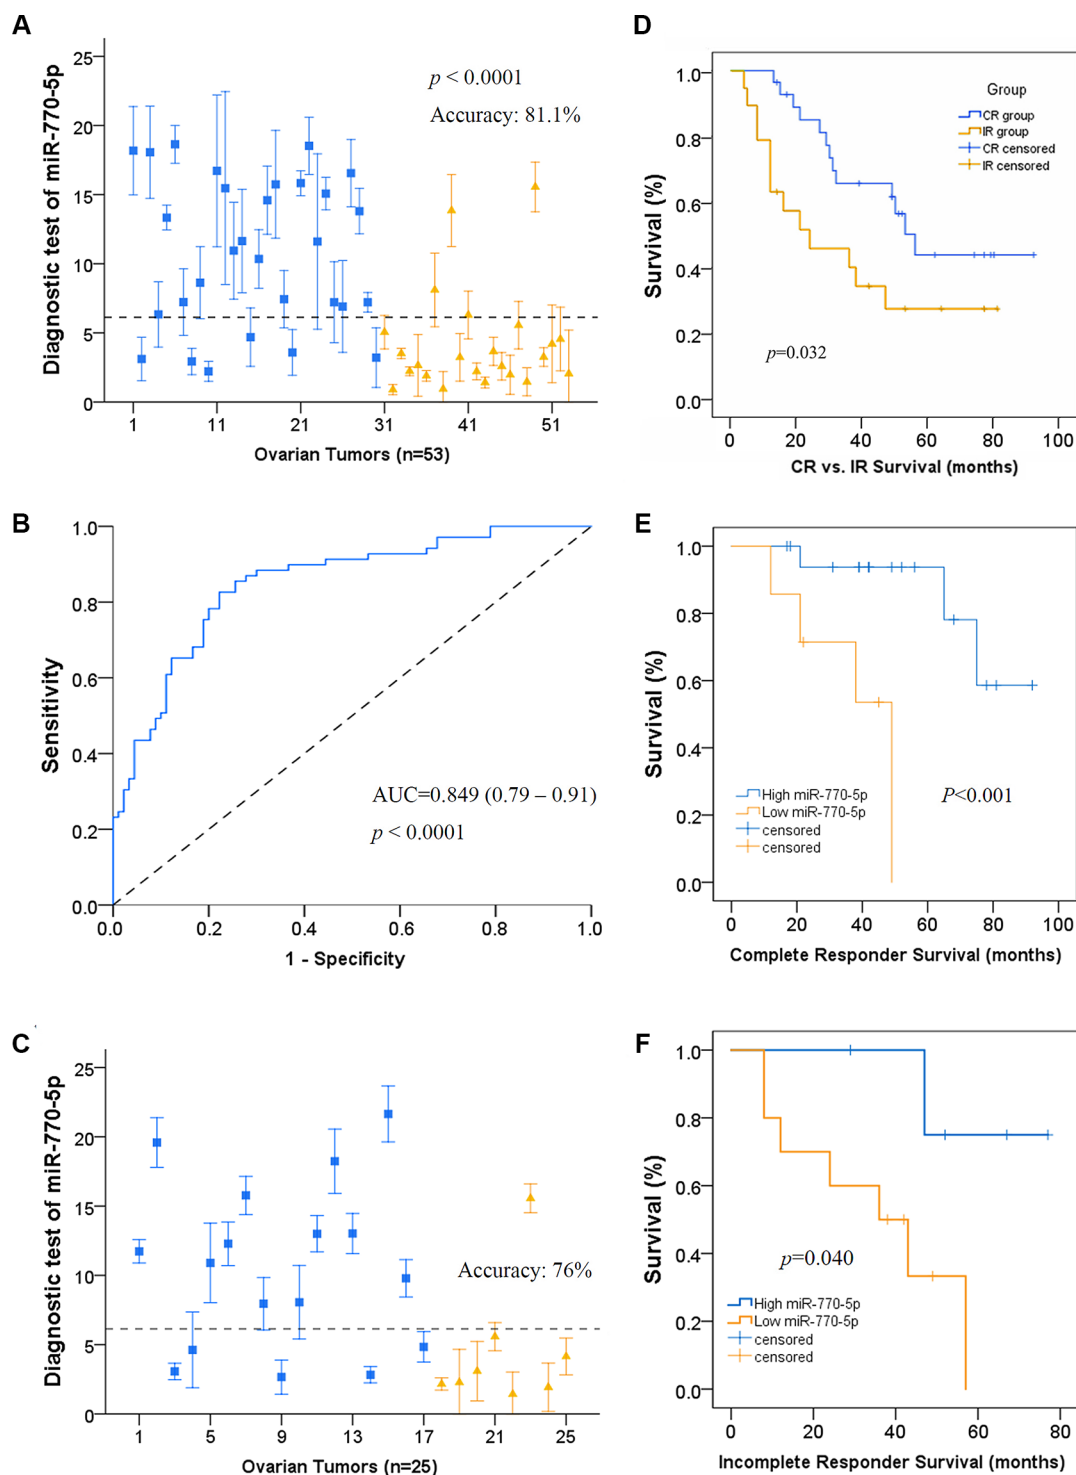 A
Diagnostic test of miR-770-5p
25
20
15
10
5
0
p < 0.0001
Accuracy: 81.1%
1
11
21
31
41
51
Ovarian Tumors (n=53)
B
Sensitivity
1.0
0.8
0.6
0.4
0.2
0.0
AUC=0.849 (0.79 – 0.91)
p < 0.0001
0.0
0.2
0.4
0.6
0.8
1.0
1 - Specificity
C
Diagnostic test of miR-770-5p
25
20
15
10
5
0
Accuracy: 76%
1
5
9
13
17
21
25
Ovarian Tumors (n=25)
D
Survival (%)
1.0
0.8
0.6
0.4
0.2
0.0
Group
CR group
IR group
CR censored
IR censored
p=0.032
0
20
40
60
80
100
CR vs. IR Survival (months)
E
Survival (%)
1.0
0.8
0.6
0.4
0.2
0.0
High miR-770-5p
Low miR-770-5p
censored
censored
P<0.001
0
20
40
60
80
100
Complete Responder Survival (months)
F
Survival (%)
1.0
0.8
0.6
0.4
0.2
0.0
p=0.040
High miR-770-5p
Low miR-770-5p
censored
censored
0
20
40
60
80
Incomplete Responder Survival (months)